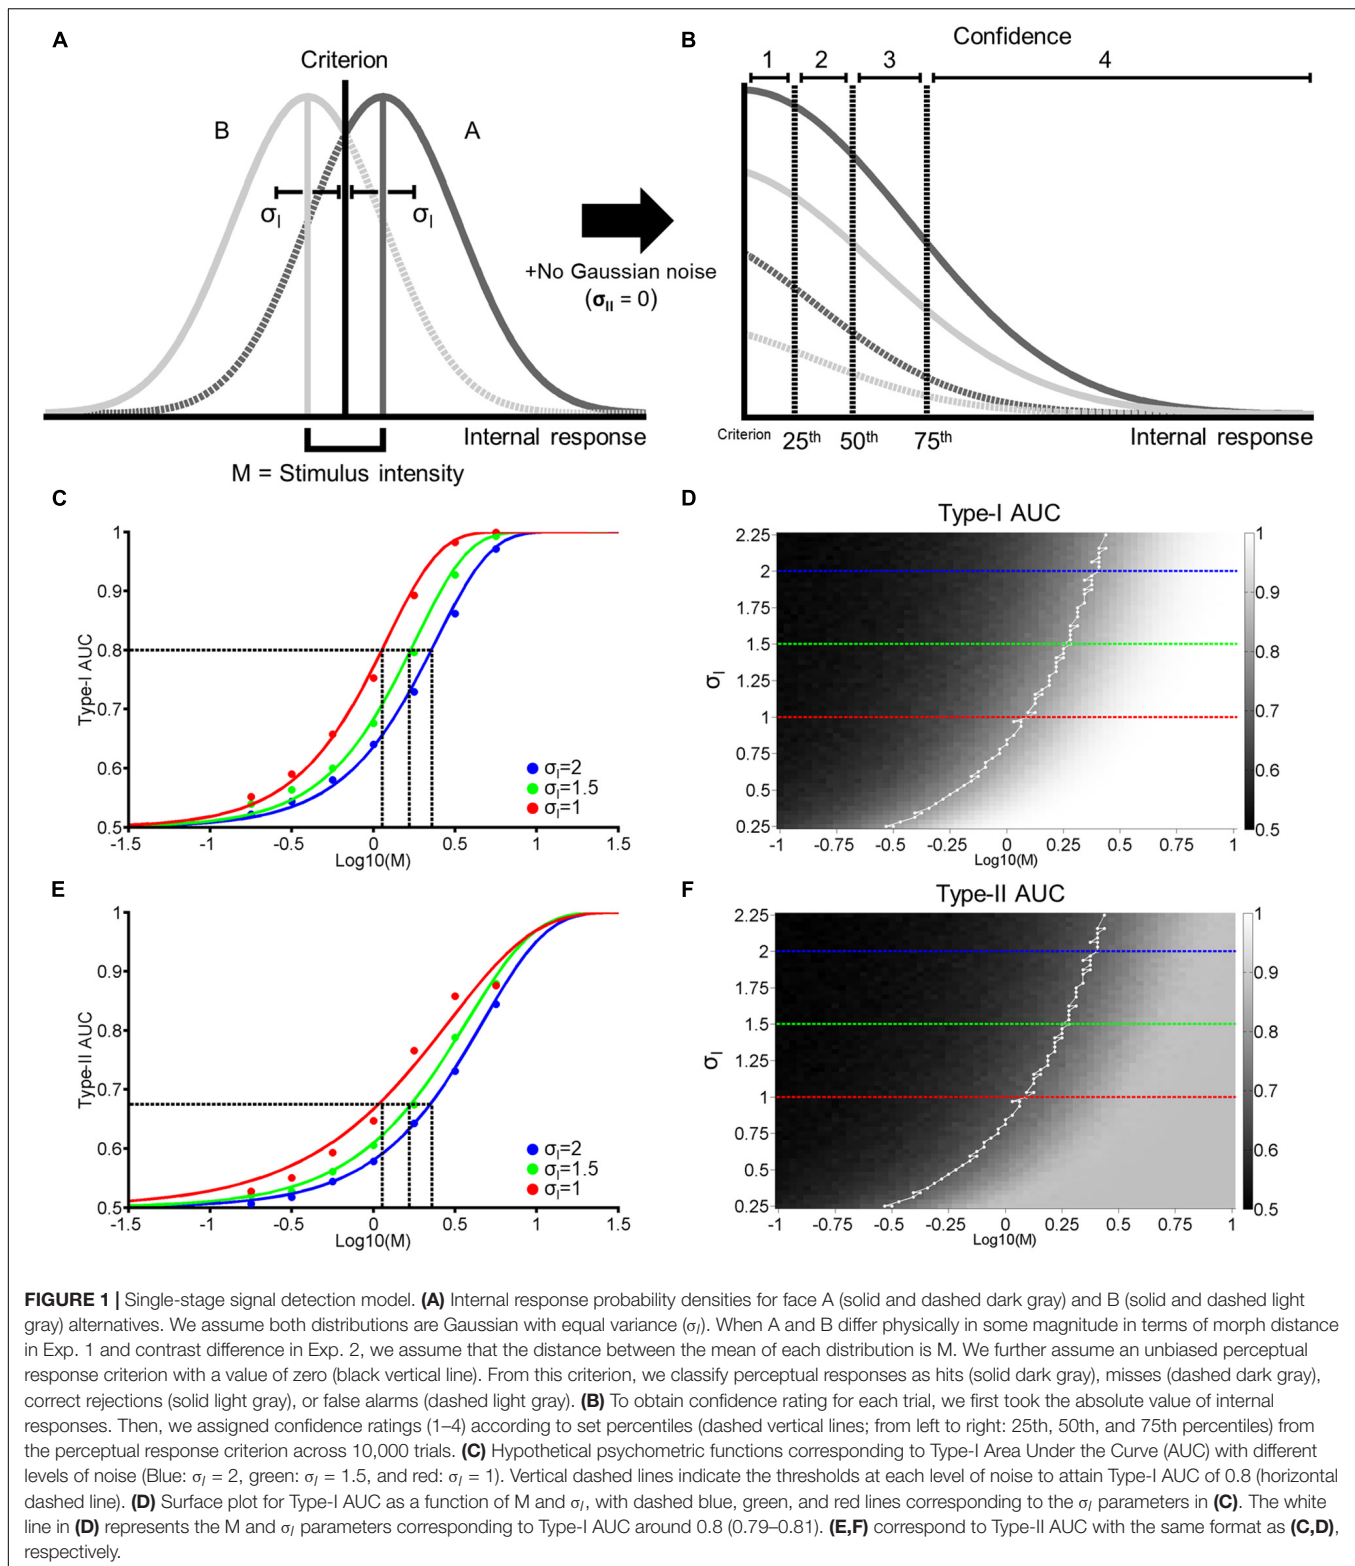 A
Criterion
B
A
σI
σI
Internal response
M = Stimulus intensity
+No Gaussian noise
(σII = 0)
B
Confidence
1 2 3 4
Criterion 25th 50th 75th
Internal response
C
Type-I AUC
1
0.9
0.8
0.7
0.6
0.5
-1.5 -1 -0.5 0 0.5 1 1.5
Log10(M)
σI=2
σI=1.5
σI=1
D
Type-I AUC
σI
2.25
2
1.75
1.5
1.25
1
0.75
0.5
0.25
-1 -0.75 -0.5 -0.25 0 0.25 0.5 0.75 1
Log10(M)
1
0.9
0.8
0.7
0.6
0.5
E
Type-II AUC
1
0.9
0.8
0.7
0.6
0.5
-1.5 -1 -0.5 0 0.5 1 1.5
Log10(M)
σI=2
σI=1.5
σI=1
F
Type-II AUC
σI
2.25
2
1.75
1.5
1.25
1
0.75
0.5
0.25
-1 -0.75 -0.5 -0.25 0 0.25 0.5 0.75 1
Log10(M)
1
0.9
0.8
0.7
0.6
0.5
FIGURE 1 | Single-stage signal detection model. (A) Internal response probability densities for face A (solid and dashed dark gray) and B (solid and dashed light
gray) alternatives. We assume both distributions are Gaussian with equal variance (σI). When A and B differ physically in some magnitude in terms of morph distance
in Exp. 1 and contrast difference in Exp. 2, we assume that the distance between the mean of each distribution is M. We further assume an unbiased perceptual
response criterion with a value of zero (black vertical line). From this criterion, we classify perceptual responses as hits (solid dark gray), misses (dashed dark gray),
correct rejections (solid light gray), or false alarms (dashed light gray). (B) To obtain confidence rating for each trial, we first took the absolute value of internal
responses. Then, we assigned confidence ratings (1–4) according to set percentiles (dashed vertical lines; from left to right: 25th, 50th, and 75th percentiles) from
the perceptual response criterion across 10,000 trials. (C) Hypothetical psychometric functions corresponding to Type-I Area Under the Curve (AUC) with different
levels of noise (Blue: σI = 2, green: σI = 1.5, and red: σI = 1). Vertical dashed lines indicate the thresholds at each level of noise to attain Type-I AUC of 0.8 (horizontal
dashed line). (D) Surface plot for Type-I AUC as a function of M and σI, with dashed blue, green, and red lines corresponding to the σI parameters in (C). The white
line in (D) represents the M and σI parameters corresponding to Type-I AUC around 0.8 (0.79–0.81). (E,F) correspond to Type-II AUC with the same format as (C,D),
respectively.